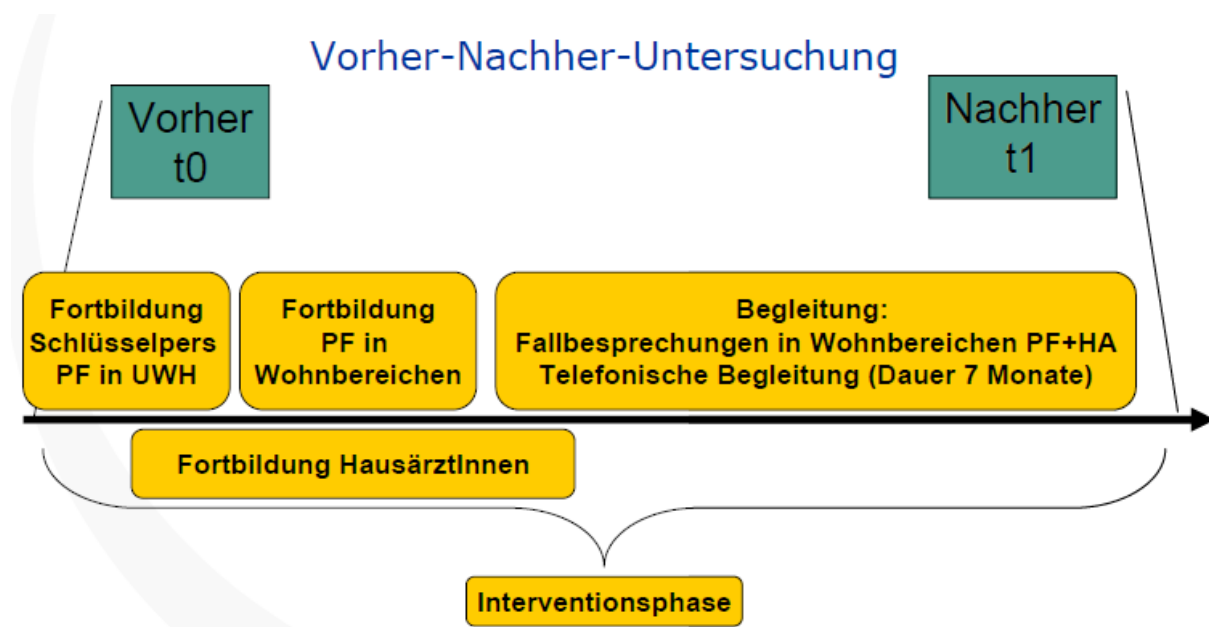 Vorher-Nachher-Untersuchung
Vorher
t0
Nachher
t1
Fortbildung
Schlüsselpers
PF in UWH
Fortbildung
PF in
Wohnbereichen
Begleitung:
Fallbesprechungen in Wohnbereichen PF+HA
Telefonische Begleitung (Dauer 7 Monate)
Fortbildung HausärztInnen
Interventionsphase